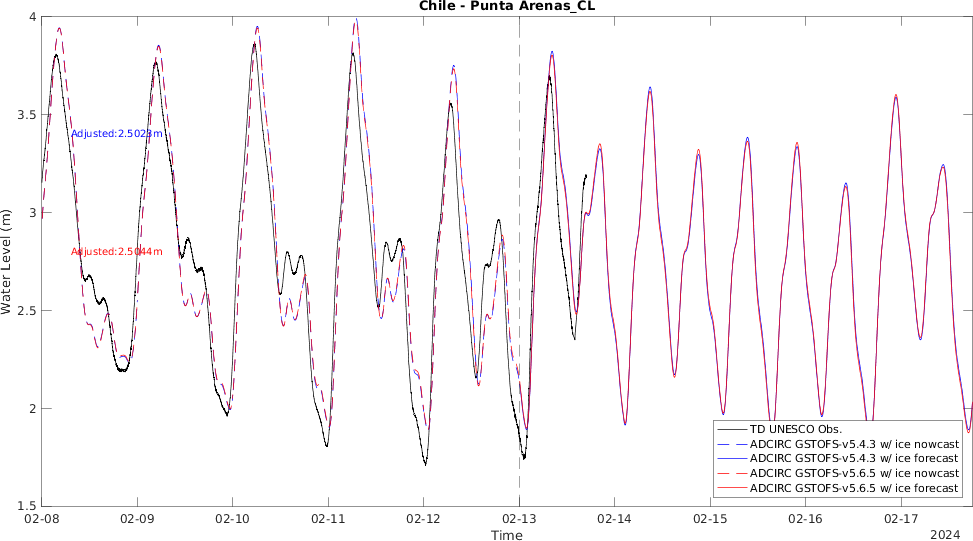 Chile - Punta Arenas_CL
4
3.5
3
2.5
2
1.5
Water Level (m)
Adjusted:2.5023m
Adjusted:2.5044m
TD UNESCO Obs.
ADCIRC GSTOFS-v5.4.3 w/ ice nowcast
ADCIRC GSTOFS-v5.4.3 w/ ice forecast
ADCIRC GSTOFS-v5.6.5 w/ ice nowcast
ADCIRC GSTOFS-v5.6.5 w/ ice forecast
02-08 02-09 02-10 02-11 02-12 02-13 02-14 02-15 02-16 02-17
Time
2024